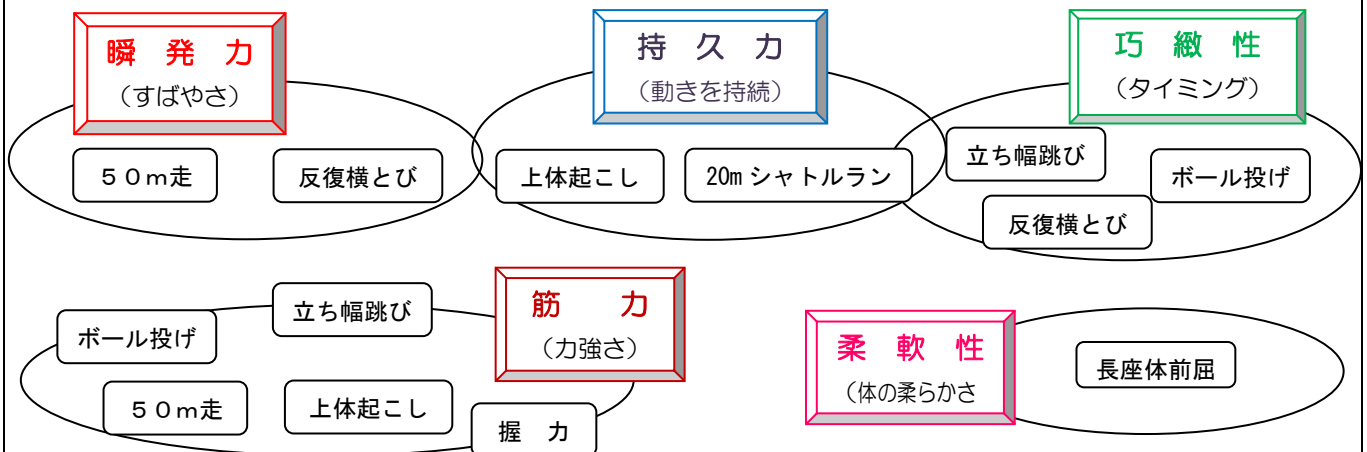 瞬 発 力
(すばやさ)
５０ｍ走
反復横とび
持 久 力
(動きを持続)
上体起こし
20m シャトルラン
巧 緻 性
(タイミング)
立ち幅跳び
ボール投げ
反復横とび
筋 力
(力強さ)
ボール投げ
立ち幅跳び
５０ｍ走
上体起こし
握 力
柔 軟 性
(体の柔らかさ
長座体前屈